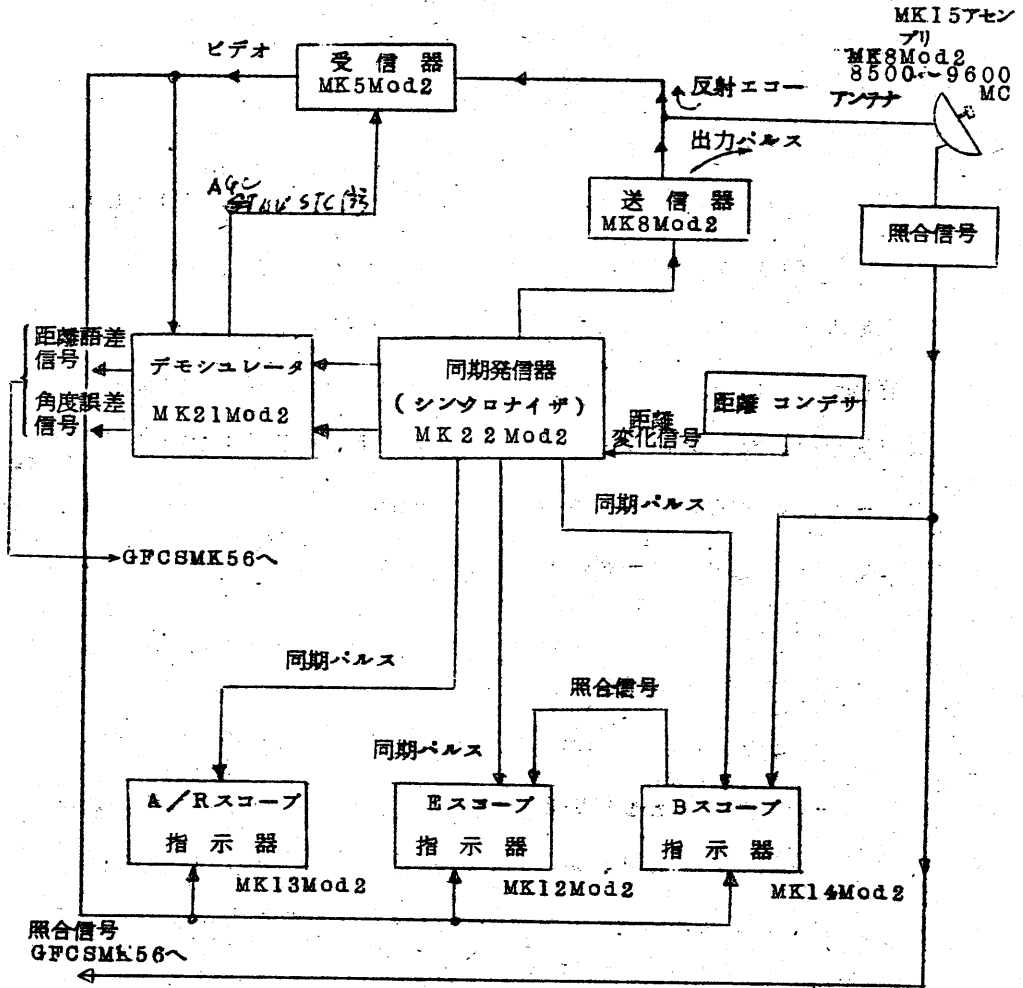 MK15アセン
ブリ
MK8Mod2
8500〜9600
MC
アンテナ
ビデオ
受信器
MK5Mod2
反射エコー
出力パルス
AGC
STC信号
送信器
MK8Mod2
照合信号
距離語差
信号
角度誤差
信号
デモシュレータ
MK21Mod2
同期発信器
(シンクロナイザ)
MK22Mod2
距離
変化信号
距離 コンデサ
同期パルス
GFCSMK56へ
同期パルス
照合信号
同期パルス
A/Rスコープ
指示器
MK13Mod2
Eスコープ
指示器
MK12Mod2
Bスコープ
指示器
MK14Mod2
照合信号
GFCSMK56へ